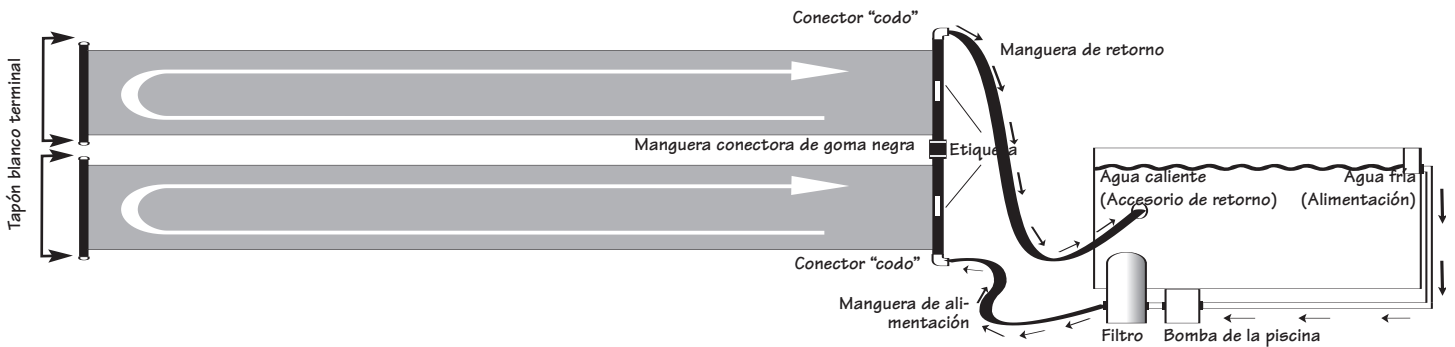 Conector “codo”
Manguera de retorno
Tapón blanco terminal
Manguera conectora de goma negra
Etiqueta
Agua caliente
(Accesorio de retorno)
Agua fría
(Alimentación)
Conector “codo”
Manguera de ali-
mentación
Filtro
Bomba de la piscina